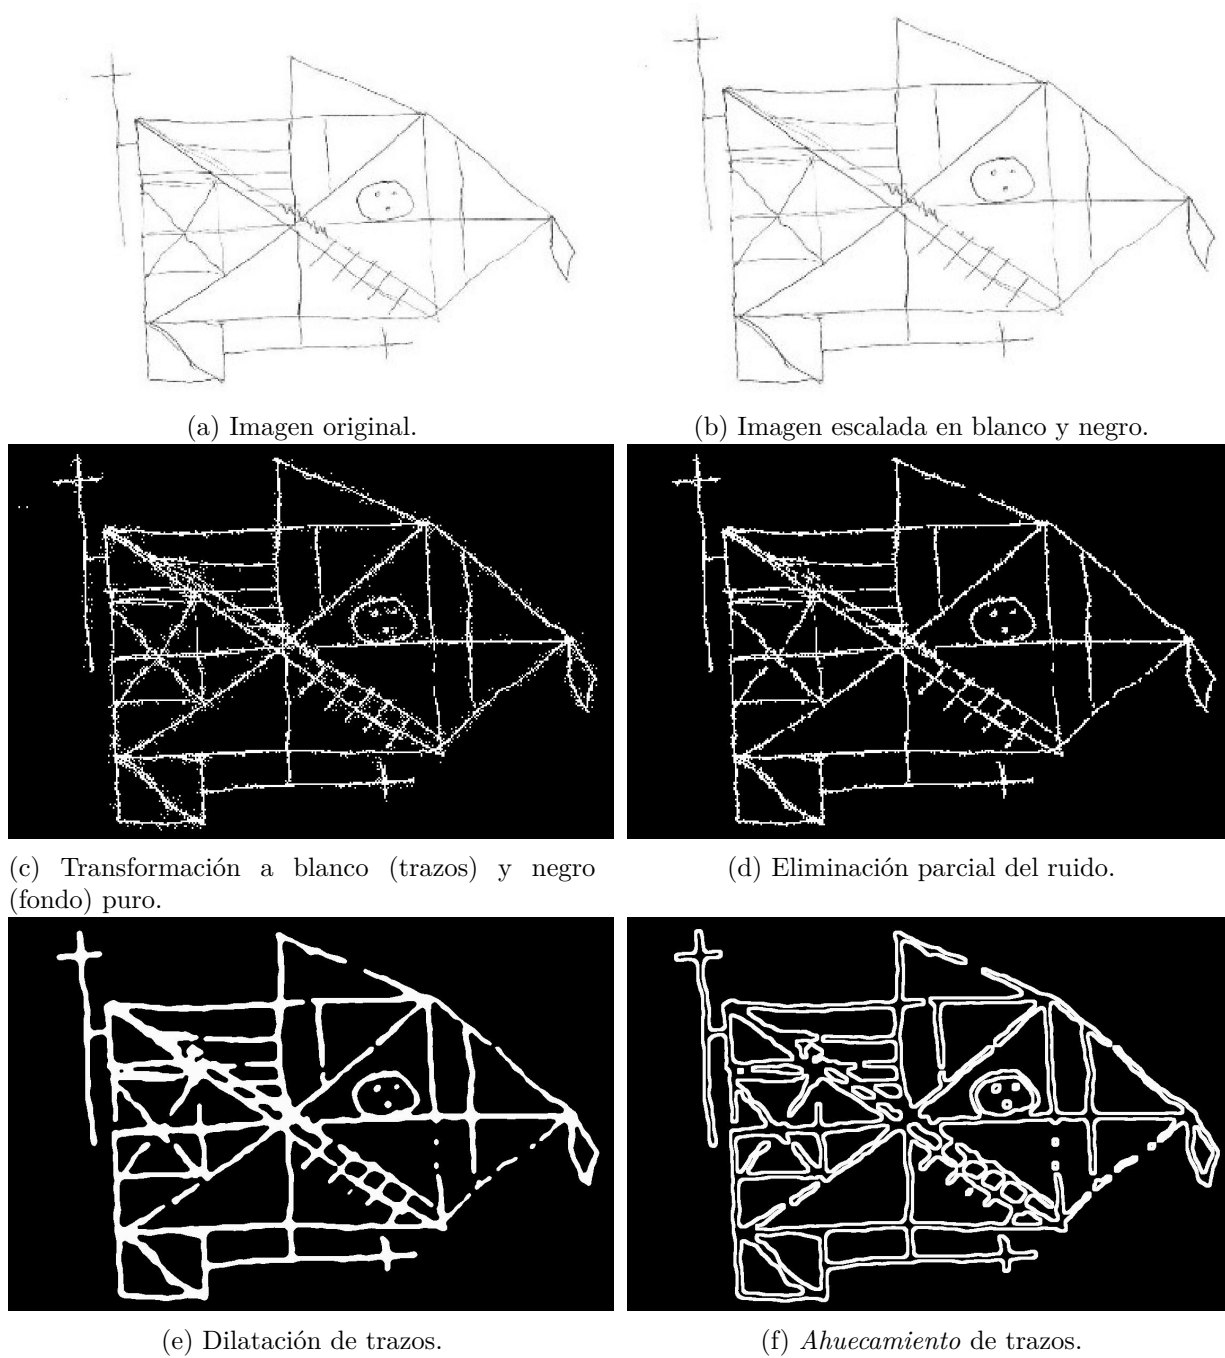 (a) Imagen original.
(b) Imagen escalada en blanco y negro.
(c) Transformación a blanco (trazos) y negro
(fondo) puro.
(d) Eliminación parcial del ruido.
(e) Dilatación de trazos.
(f) Ahuecamiento de trazos.